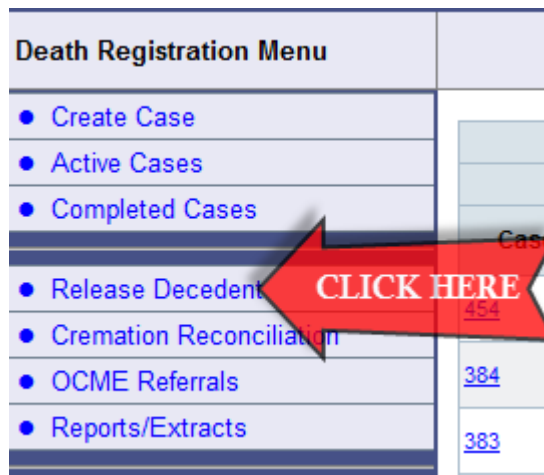 Death Registration Menu
Create Case
Active Cases
Completed Cases
Cas
Release Decedent
CLICK HERE
454
Cremation Reconciliation
OCME Referrals
384
Reports/Extracts
383